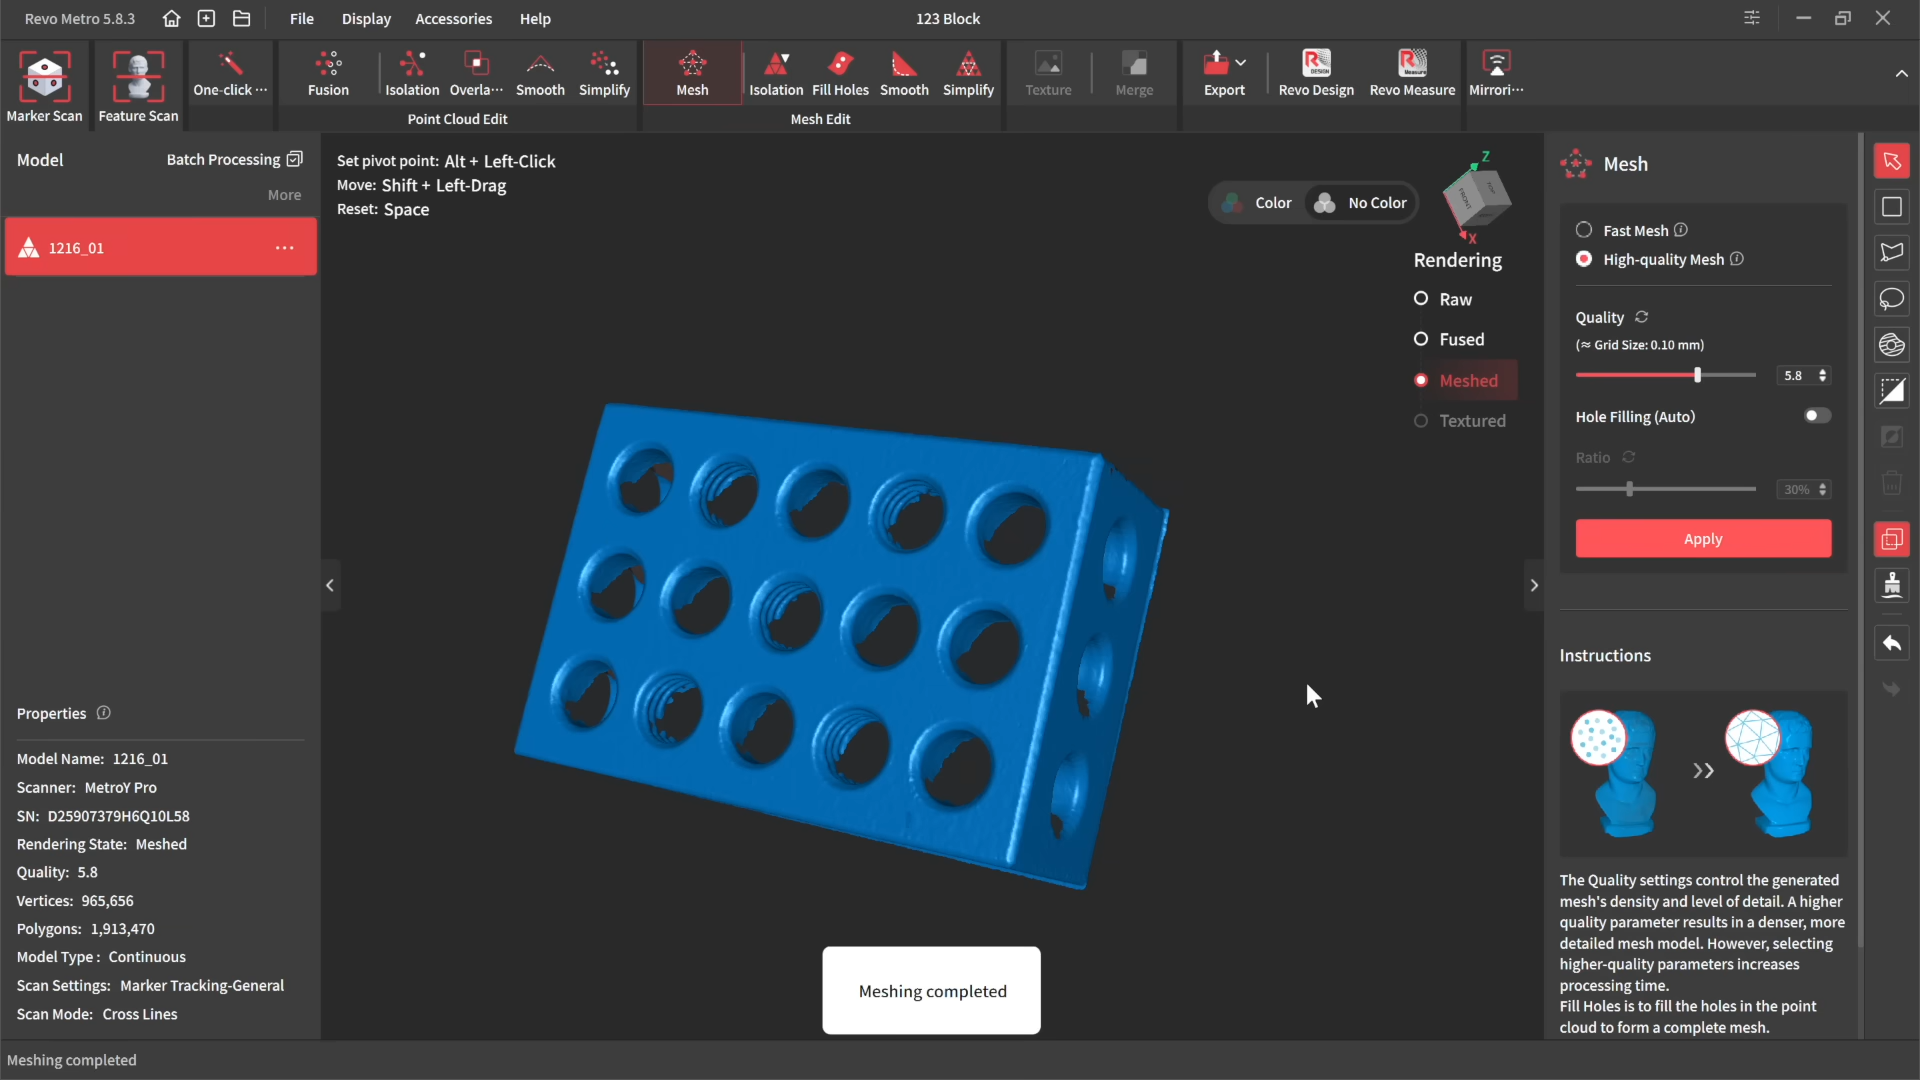 Revo Metro 5.8.3
File
Display
Accessories
Help
123 Block
Marker Scan
Feature Scan
One-click ···
Fusion
Isolation
Overla···
Smooth
Simplify
Point Cloud Edit
Mesh
Isolation
Fill Holes
Smooth
Simplify
Mesh Edit
Texture
Merge
Export
R
DESIGN
Revo Design
R
Measure
Revo Measure
Mirrori···
Model
Batch Processing
More
1216_01
···
Properties
Model Name: 1216_01
Scanner: MetroY Pro
SN: D25907379H6Q10L58
Rendering State: Meshed
Quality: 5.8
Vertices: 965,656
Polygons: 1,913,470
Model Type : Continuous
Scan Settings: Marker Tracking-General
Scan Mode: Cross Lines
Meshing completed
Set pivot point: Alt + Left-Click
Move: Shift + Left-Drag
Reset: Space
Color
No Color
Z
FRONT
TOP
X
Rendering
Raw
Fused
Meshed
Textured
Meshing completed
Mesh
Fast Mesh
High-quality Mesh
Quality
(≈ Grid Size: 0.10 mm)
5.8
Hole Filling (Auto)
Ratio
30%
Apply
Instructions
The Quality settings control the generated
mesh's density and level of detail. A higher
quality parameter results in a denser, more
detailed mesh model. However, selecting
higher-quality parameters increases
processing time.
Fill Holes is to fill the holes in the point
cloud to form a complete mesh.